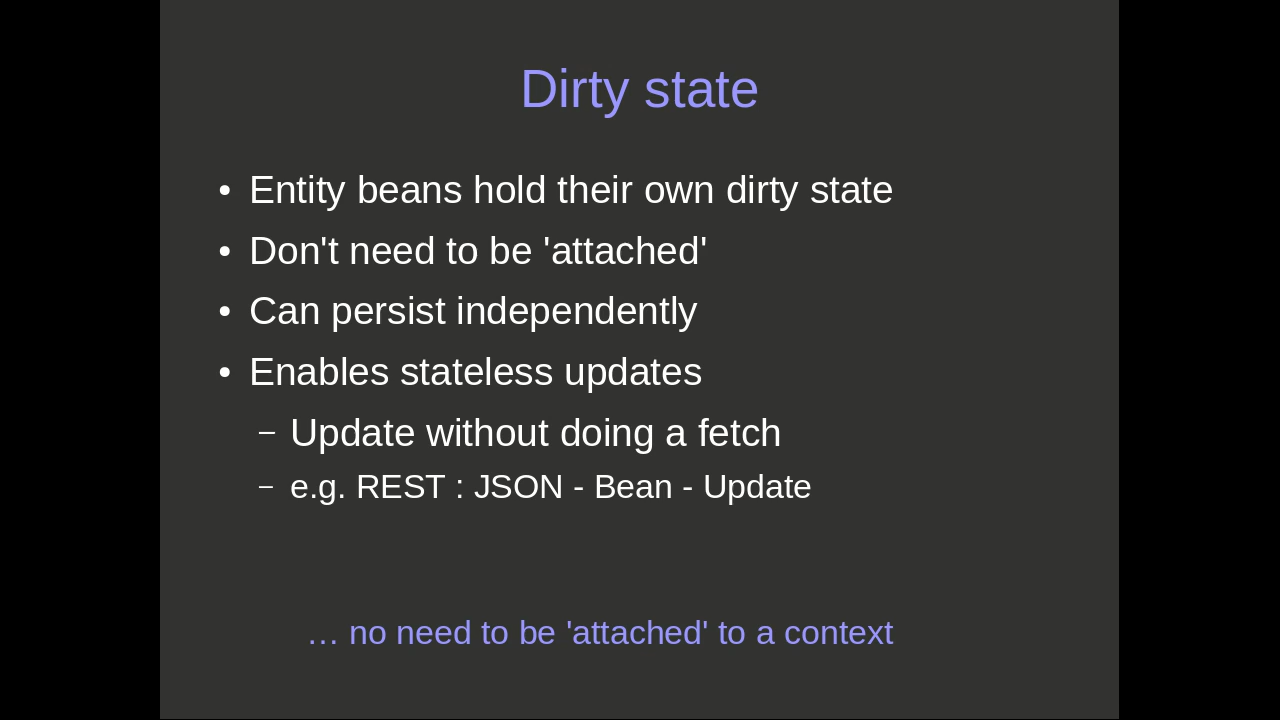 Dirty state
• Entity beans hold their own dirty state
• Don't need to be 'attached'
• Can persist independently
• Enables stateless updates
– Update without doing a fetch
– e.g. REST : JSON - Bean - Update
… no need to be 'attached' to a context